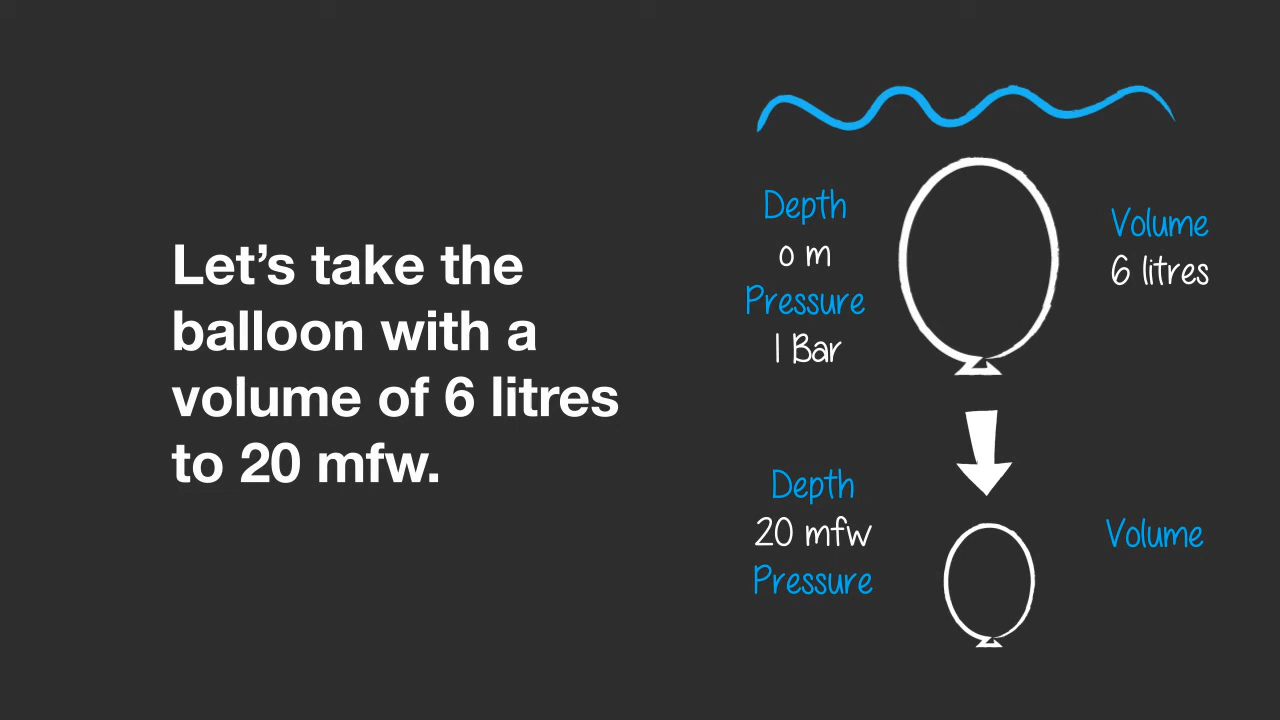 Let’s take the
balloon with a
volume of 6 litres
to 20 mfw.
Depth
0 m
Pressure
1 Bar
Volume
6 litres
Depth
20 mfw
Pressure
Volume